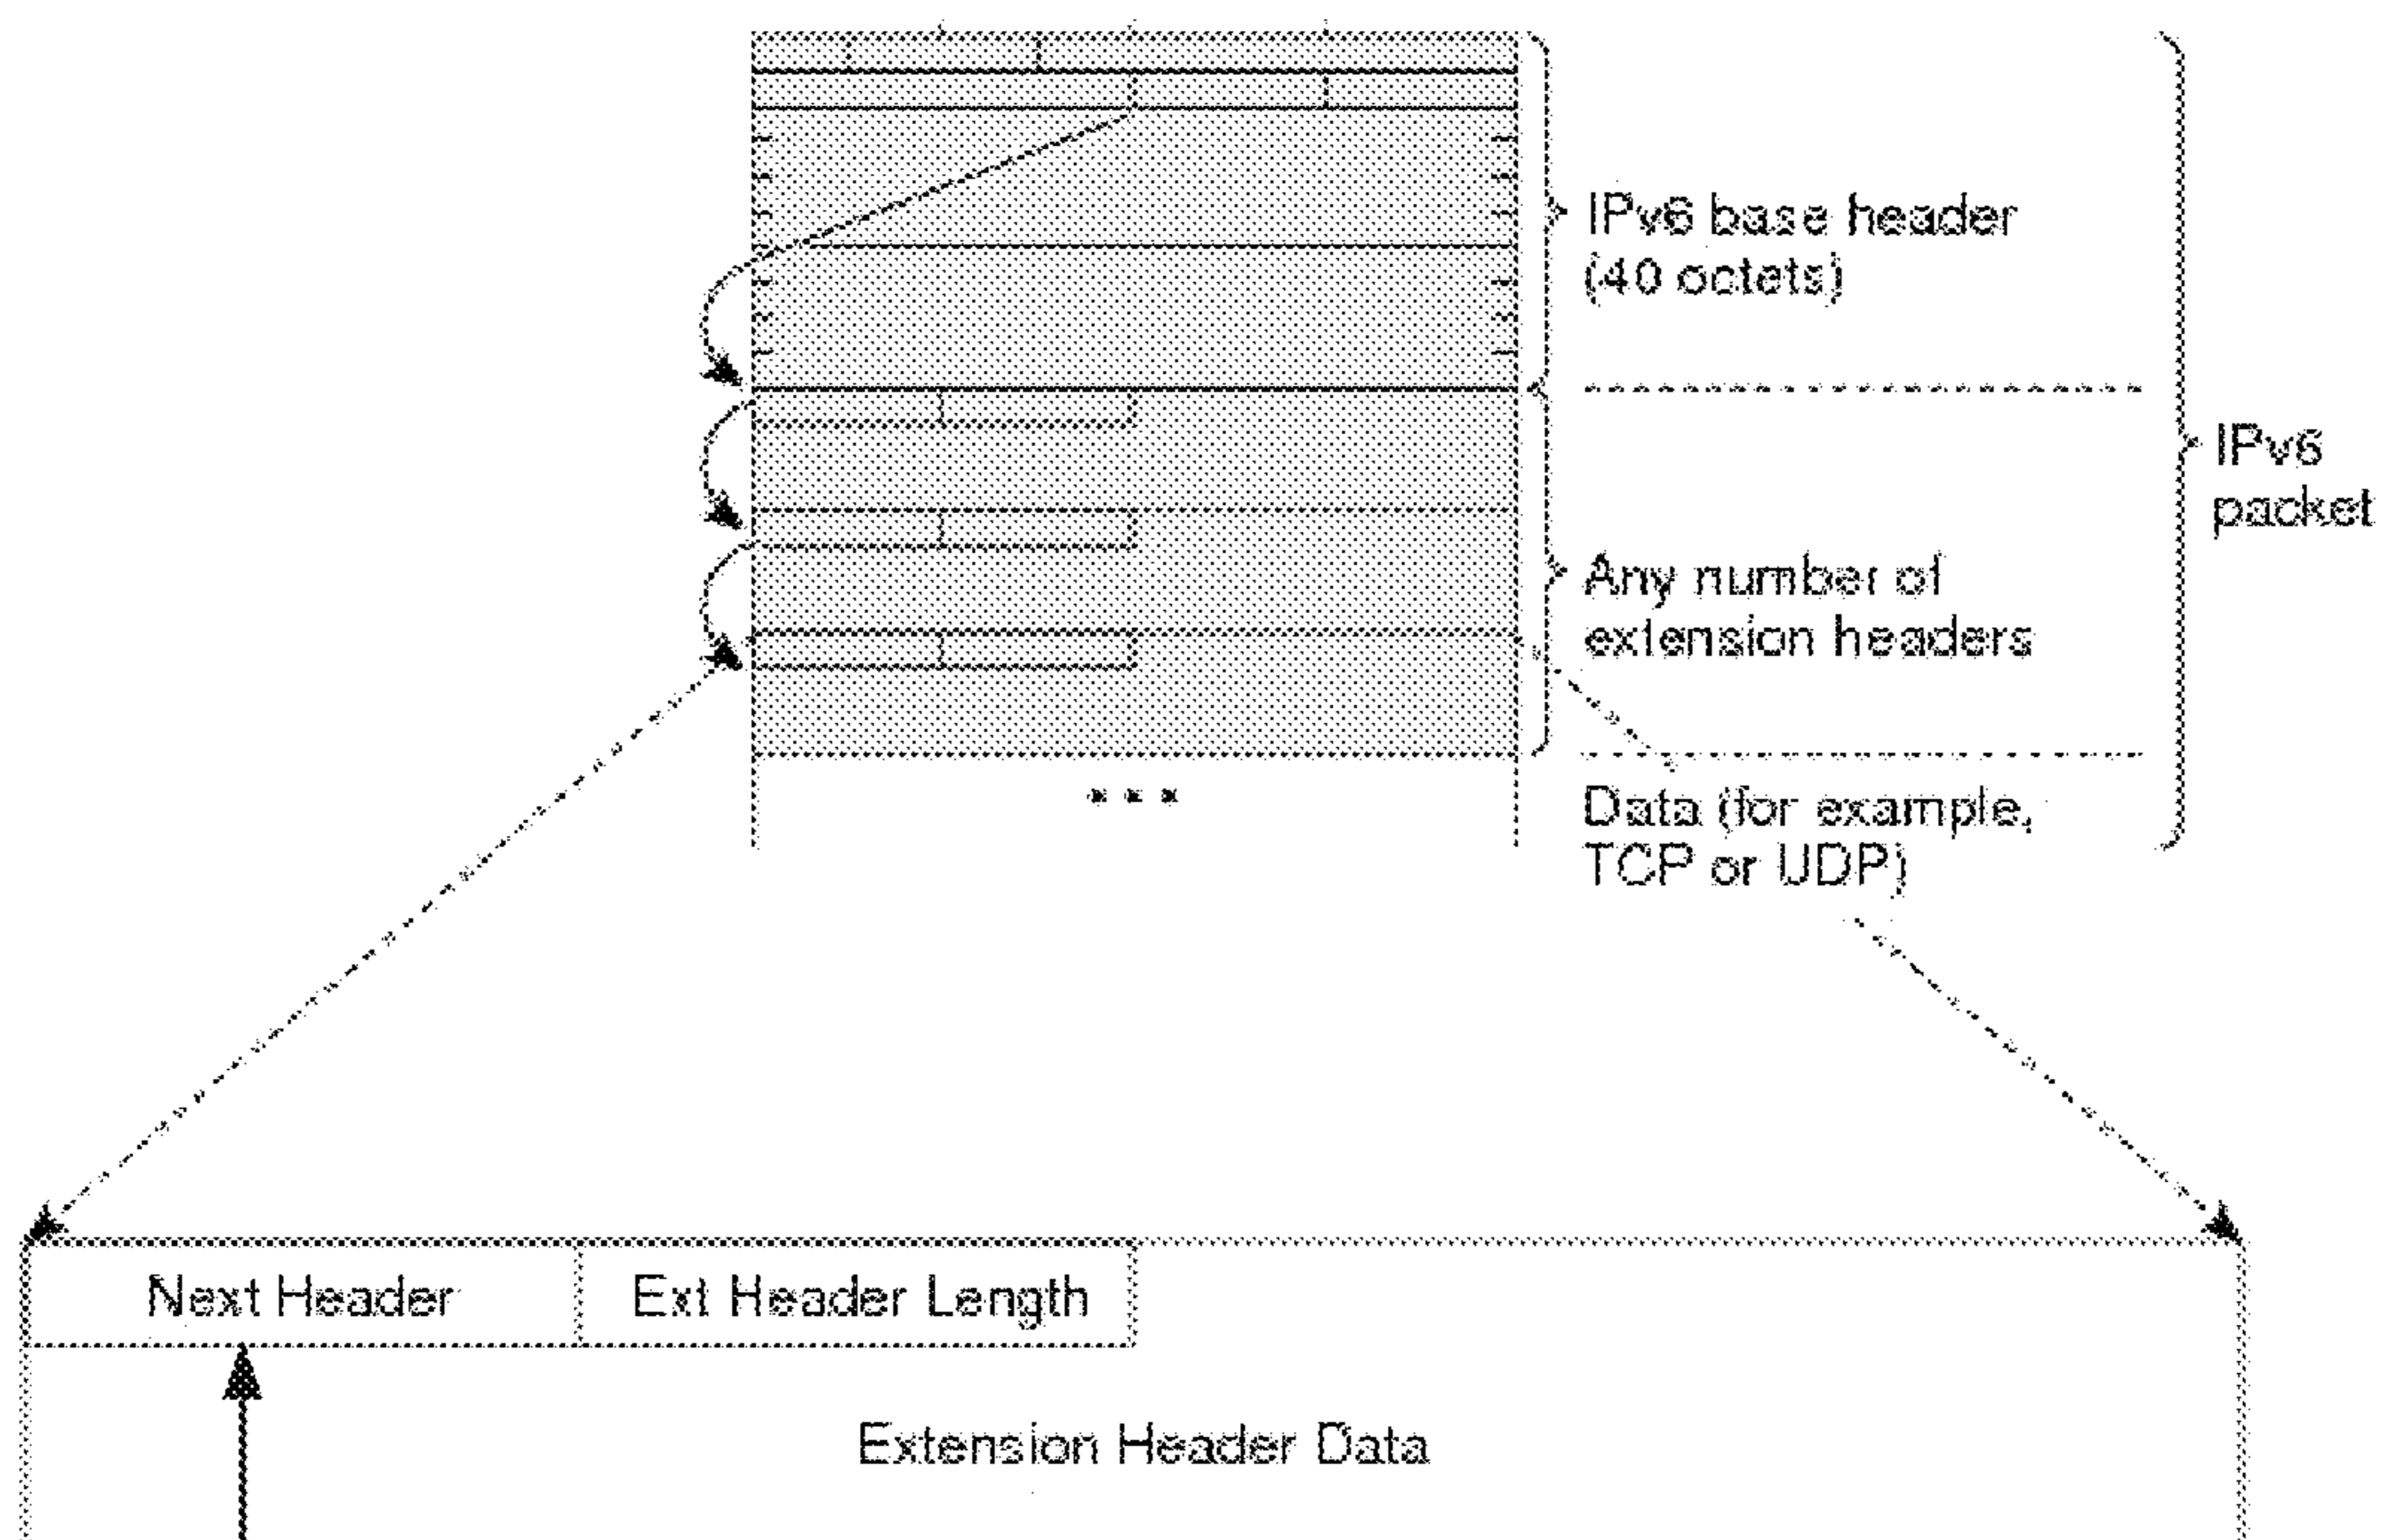 IPv6 base header
(40 octets)
IPv6
packet
Any number of
extension headers
Data (for example,
TCP or UDP)
Next Header
Ext Header Length
Extension Header Data